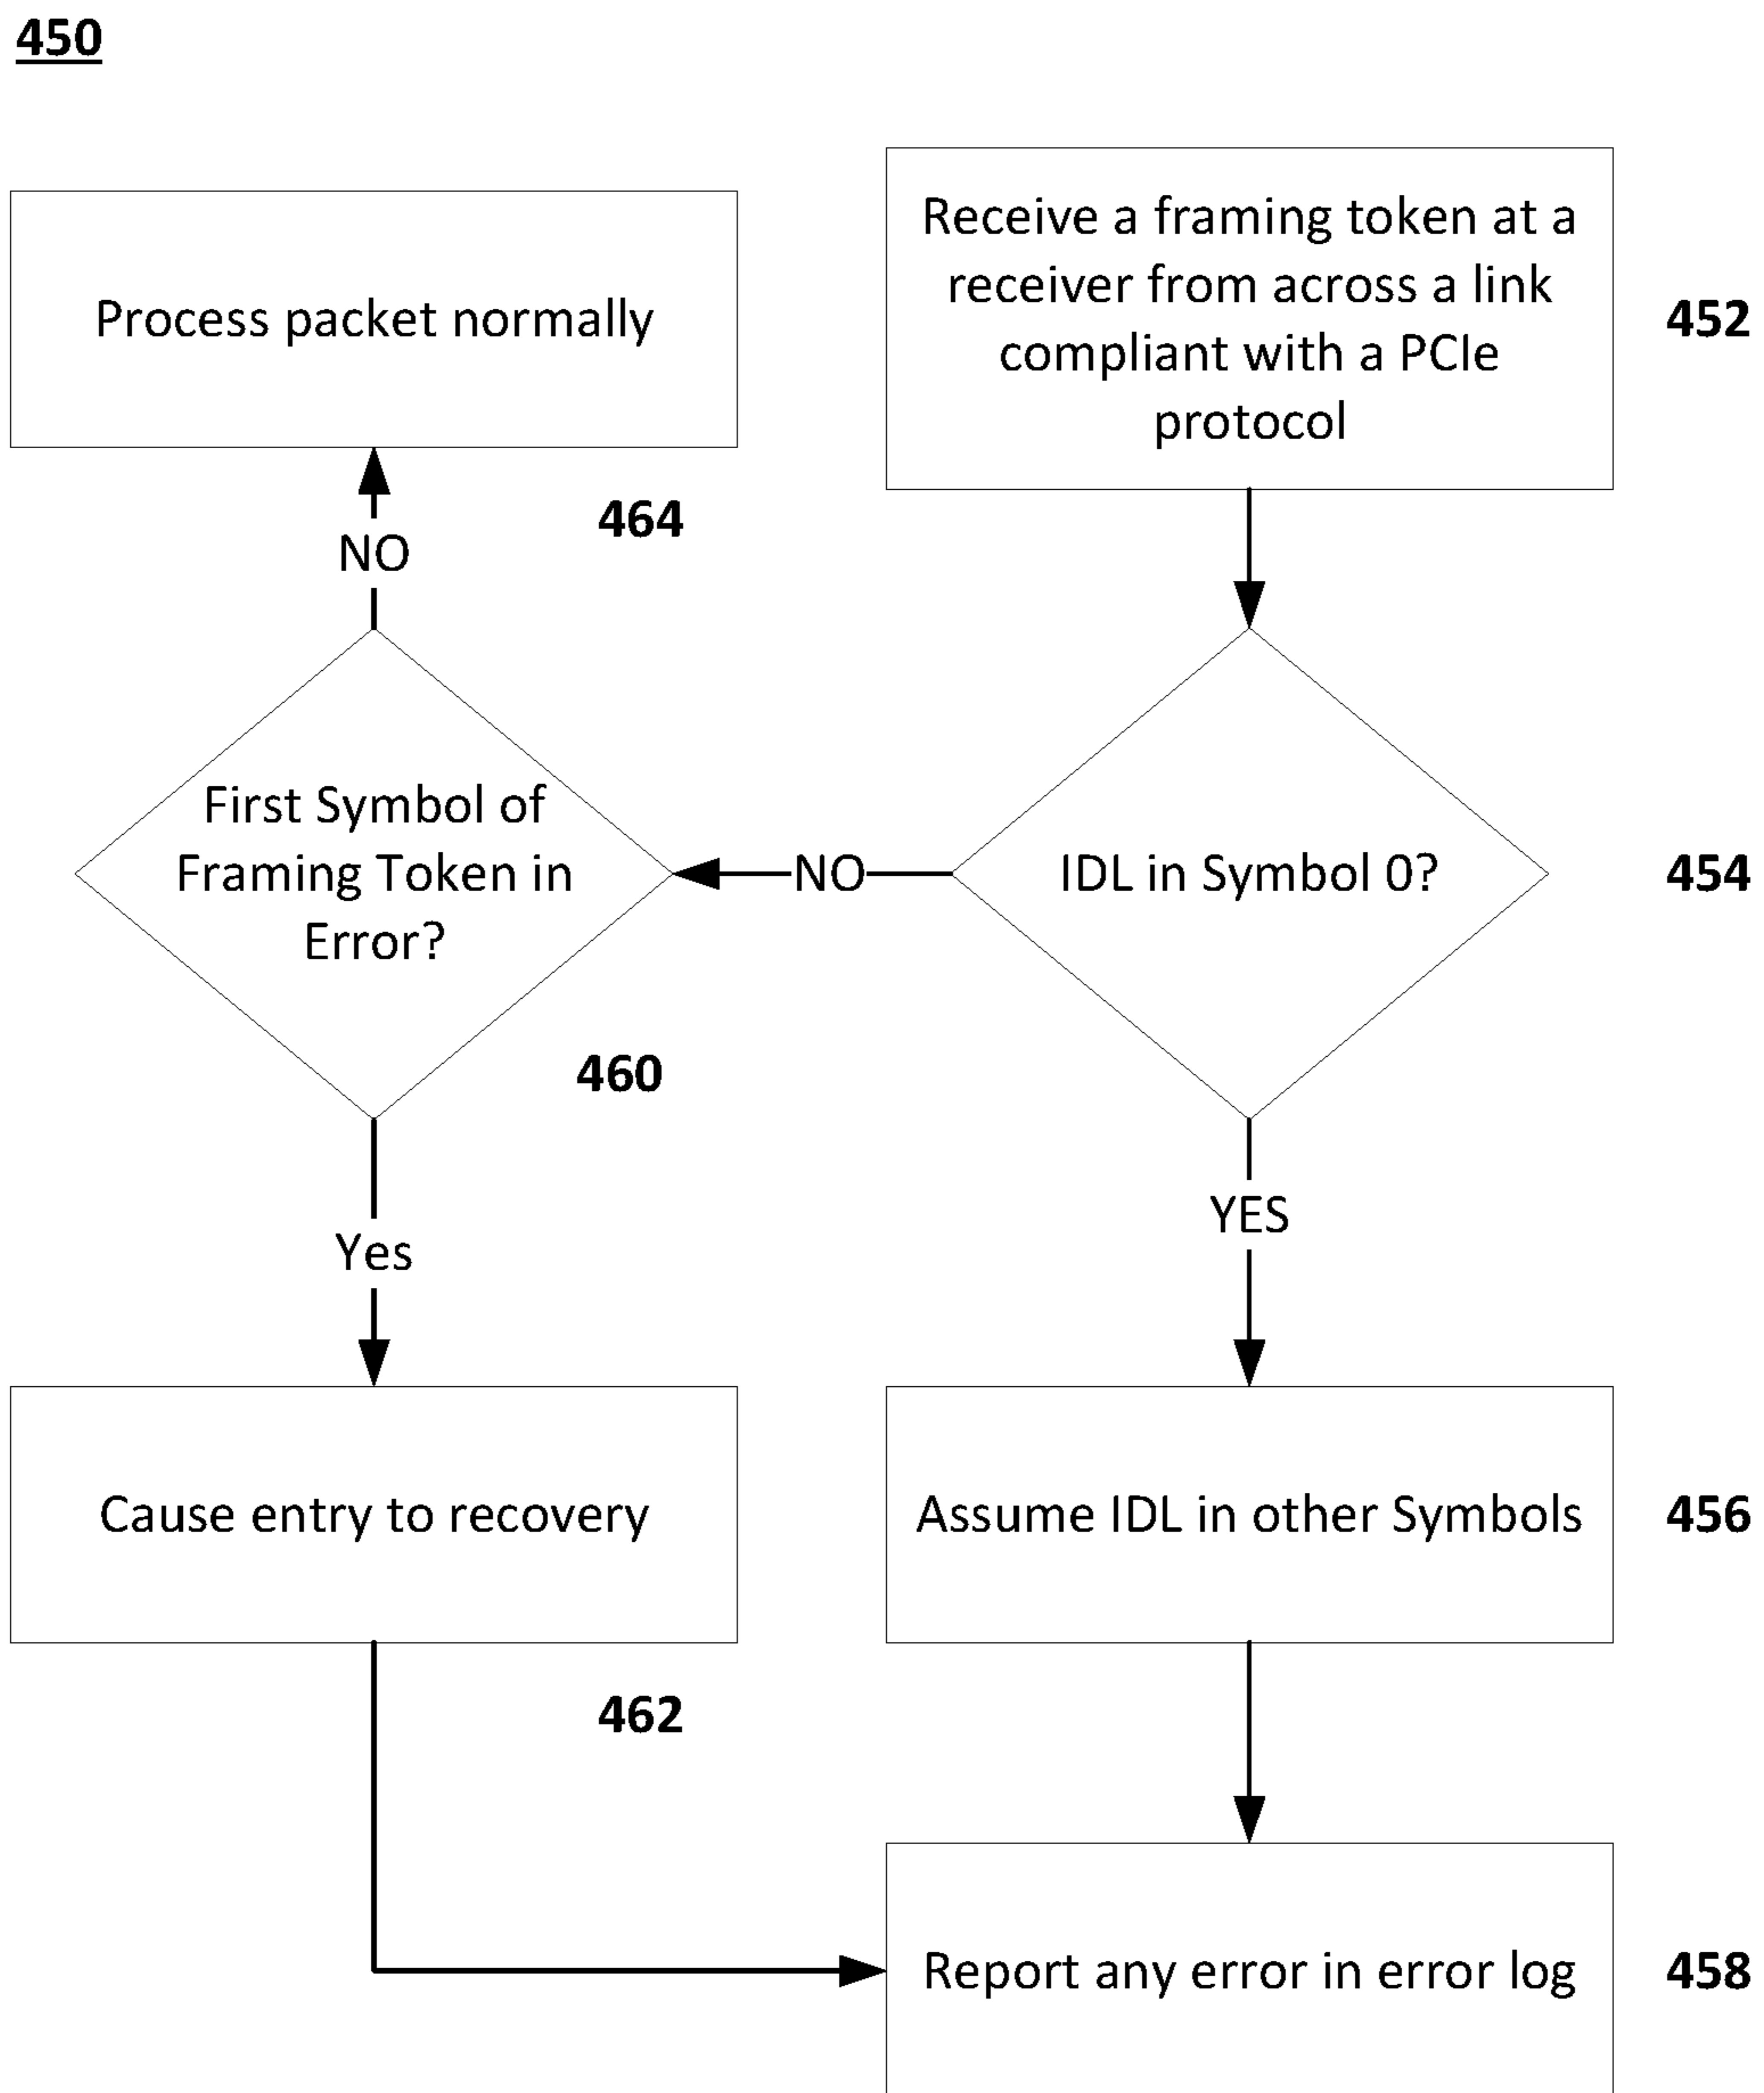 450
Receive a framing token at a
receiver from across a link
compliant with a PCIe
protocol
452
IDL in Symbol 0?
454
NO
YES
First Symbol of
Framing Token in
Error?
460
NO
Process packet normally
464
Yes
Cause entry to recovery
462
Assume IDL in other Symbols
456
Report any error in error log
458